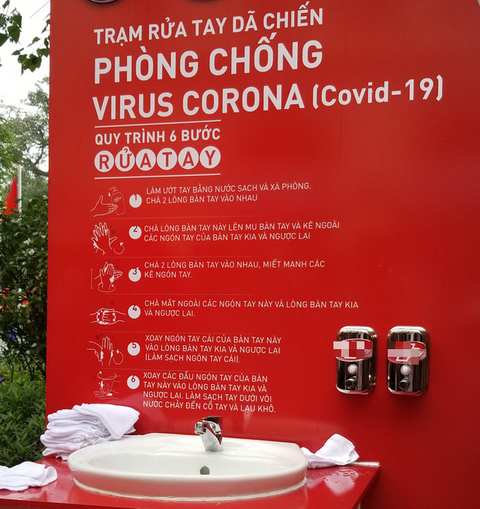 TRẠM RỬA TAY DÃ CHIẾN
PHÒNG CHỐNG
VIRUS CORONA (Covid-19)
QUY TRÌNH 6 BƯỚC
RỬA TAY
1 LÀM ƯỚT TAY BẰNG NƯỚC SẠCH VÀ XÀ PHÒNG.
CHÀ 2 LÒNG BÀN TAY VÀO NHAU
2 CHÀ LÒNG BÀN TAY NÀY LÊN MU BÀN TAY VÀ KẼ NGOÀI
CÁC NGÓN TAY CỦA BÀN TAY KIA VÀ NGƯỢC LẠI
3 CHÀ 2 LÒNG BÀN TAY VÀO NHAU, MIẾT MẠNH CÁC
KẼ NGÓN TAY.
4 CHÀ MẶT NGOÀI CÁC NGÓN TAY NÀY VÀ LÒNG BÀN TAY KIA
VÀ NGƯỢC LẠI.
5 XOAY NGÓN TAY CÁI CỦA BÀN TAY NÀY
VÀO LÒNG BÀN TAY KIA VÀ NGƯỢC LẠI
(LÀM SẠCH NGÓN TAY CÁI).
6 XOAY CÁC ĐẦU NGÓN TAY CỦA BÀN
TAY NÀY VÀO LÒNG BÀN TAY KIA VÀ
NGƯỢC LẠI. LÀM SẠCH TAY DƯỚI VÒI
NƯỚC CHẢY ĐẾN CỔ TAY VÀ LAU KHÔ.